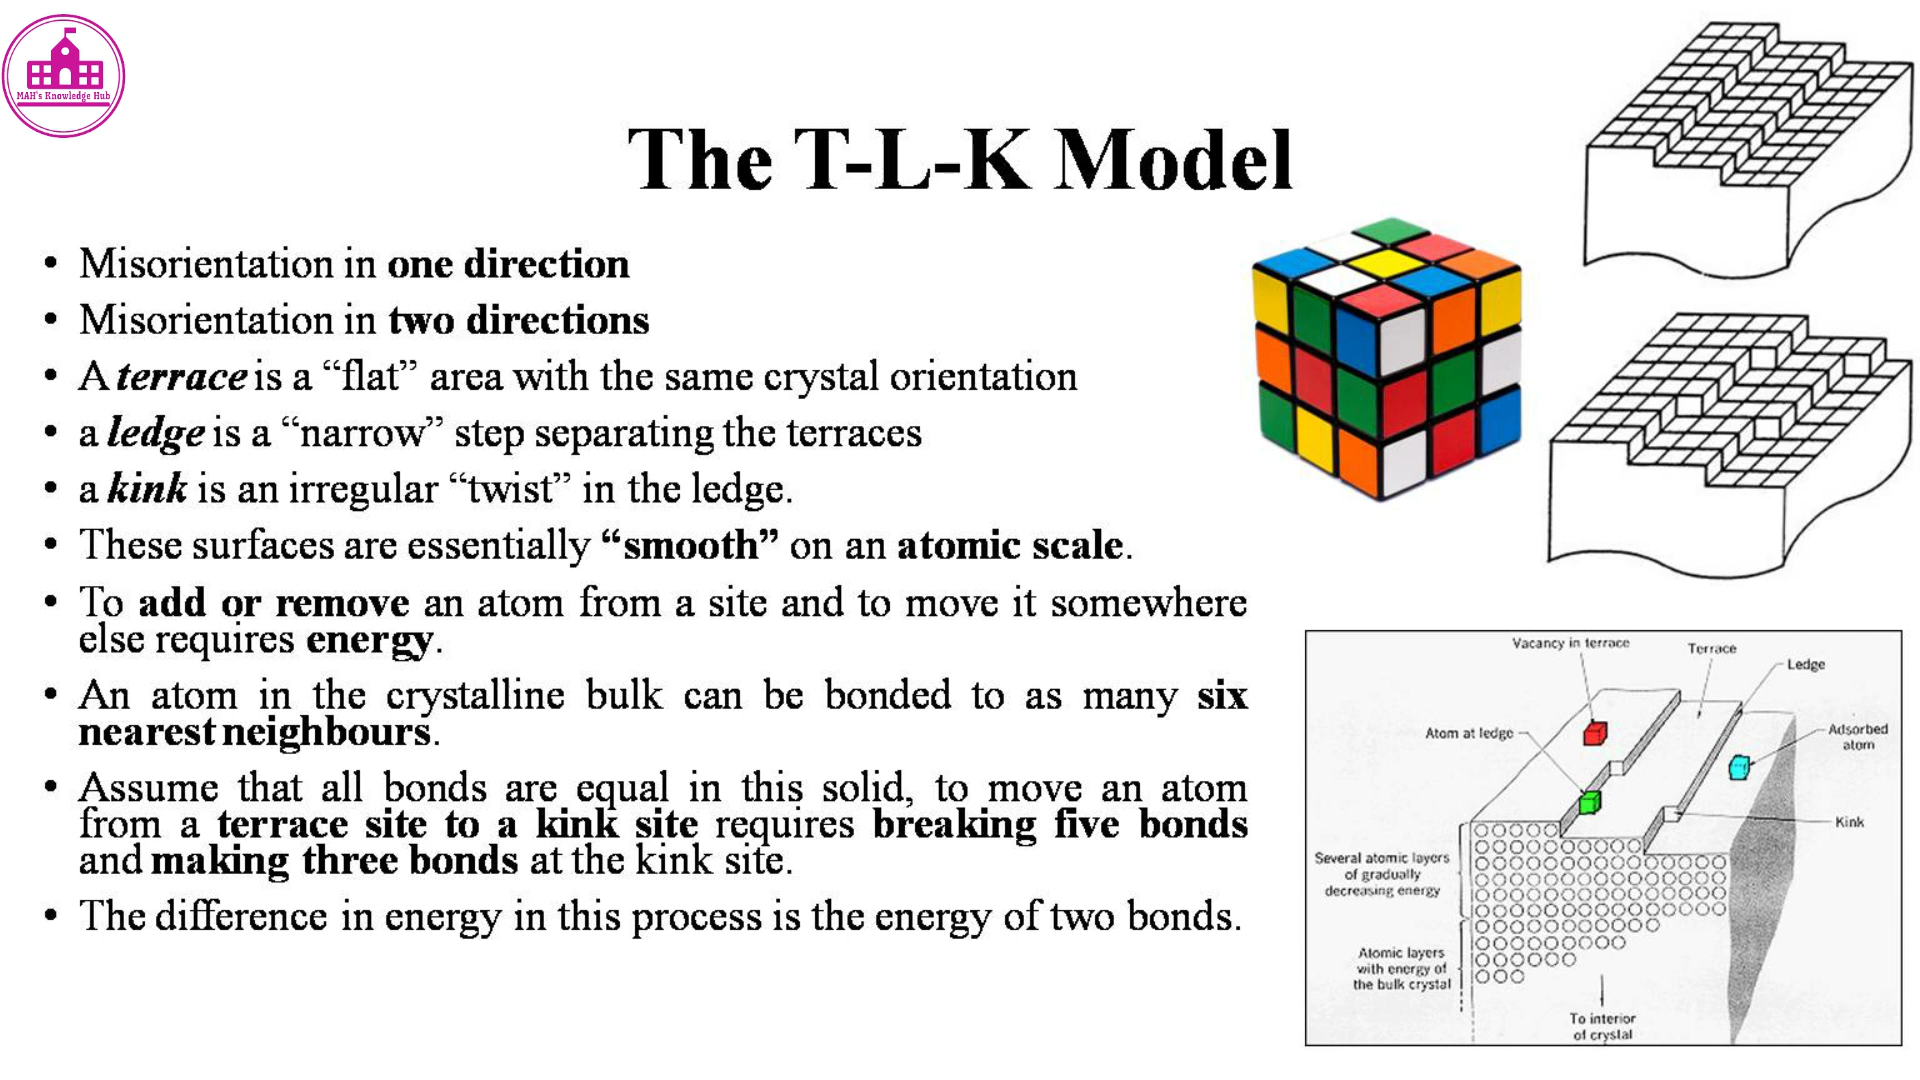 MAH's Knowledge Hub
The T-L-K Model
• Misorientation in one direction
• Misorientation in two directions
• A terrace is a “flat” area with the same crystal orientation
• a ledge is a “narrow” step separating the terraces
• a kink is an irregular “twist” in the ledge.
• These surfaces are essentially “smooth” on an atomic scale.
• To add or remove an atom from a site and to move it somewhere
else requires energy.
• An atom in the crystalline bulk can be bonded to as many six
nearest neighbours.
• Assume that all bonds are equal in this solid, to move an atom
from a terrace site to a kink site requires breaking five bonds
and making three bonds at the kink site.
• The difference in energy in this process is the energy of two bonds.
Vacancy in terrace
Terrace
Ledge
Atom at ledge
Adsorbed
atom
Kink
Several atomic layers
of gradually
decreasing energy
Atomic layers
with energy of
the bulk crystal
To interior
of crystal